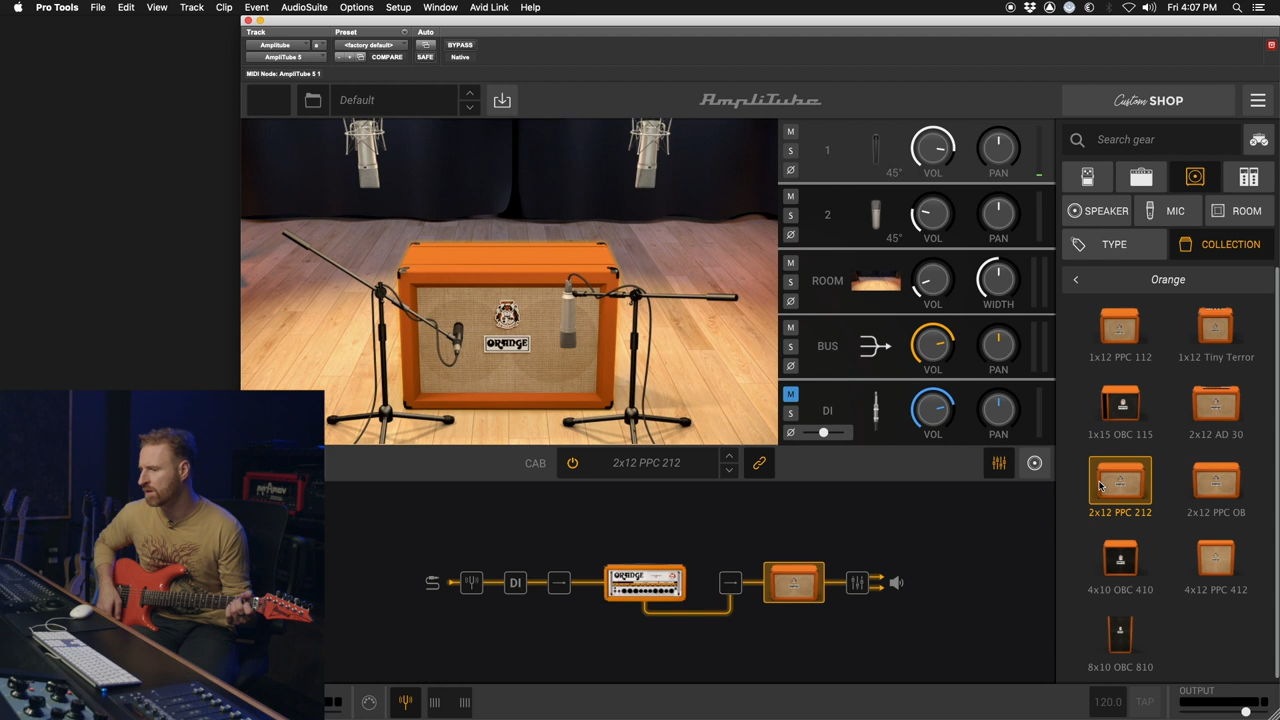 Pro Tools File Edit View Track Clip Event AudioSuite Options Setup Window Avid Link Help Fri 4:07 PM
Track Preset Auto
Amplitube a <factory default> BYPASS
AmpliTube 5 - + COMPARE SAFE Native
MIDI Node: AmpliTube 5 1
Default AmpliTube Custom SHOP
Search gear
M
S 1 45° VOL PAN
M
S 2 45° VOL PAN
M
S ROOM VOL WIDTH
M
S BUS VOL PAN
M
S DI VOL PAN
ORANGE
SPEAKER MIC ROOM
TYPE COLLECTION
Orange
1x12 PPC 112 1x12 Tiny Terror
1x15 OBC 115 2x12 AD 30
2x12 PPC 212 2x12 PPC OB
4x10 OBC 410 4x12 PPC 412
8x10 OBC 810
CAB 2x12 PPC 212
DI ORANGE
120.0 TAP OUTPUT